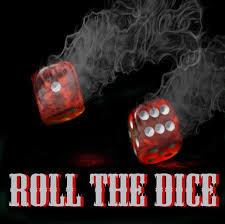 ROLL THE DICE